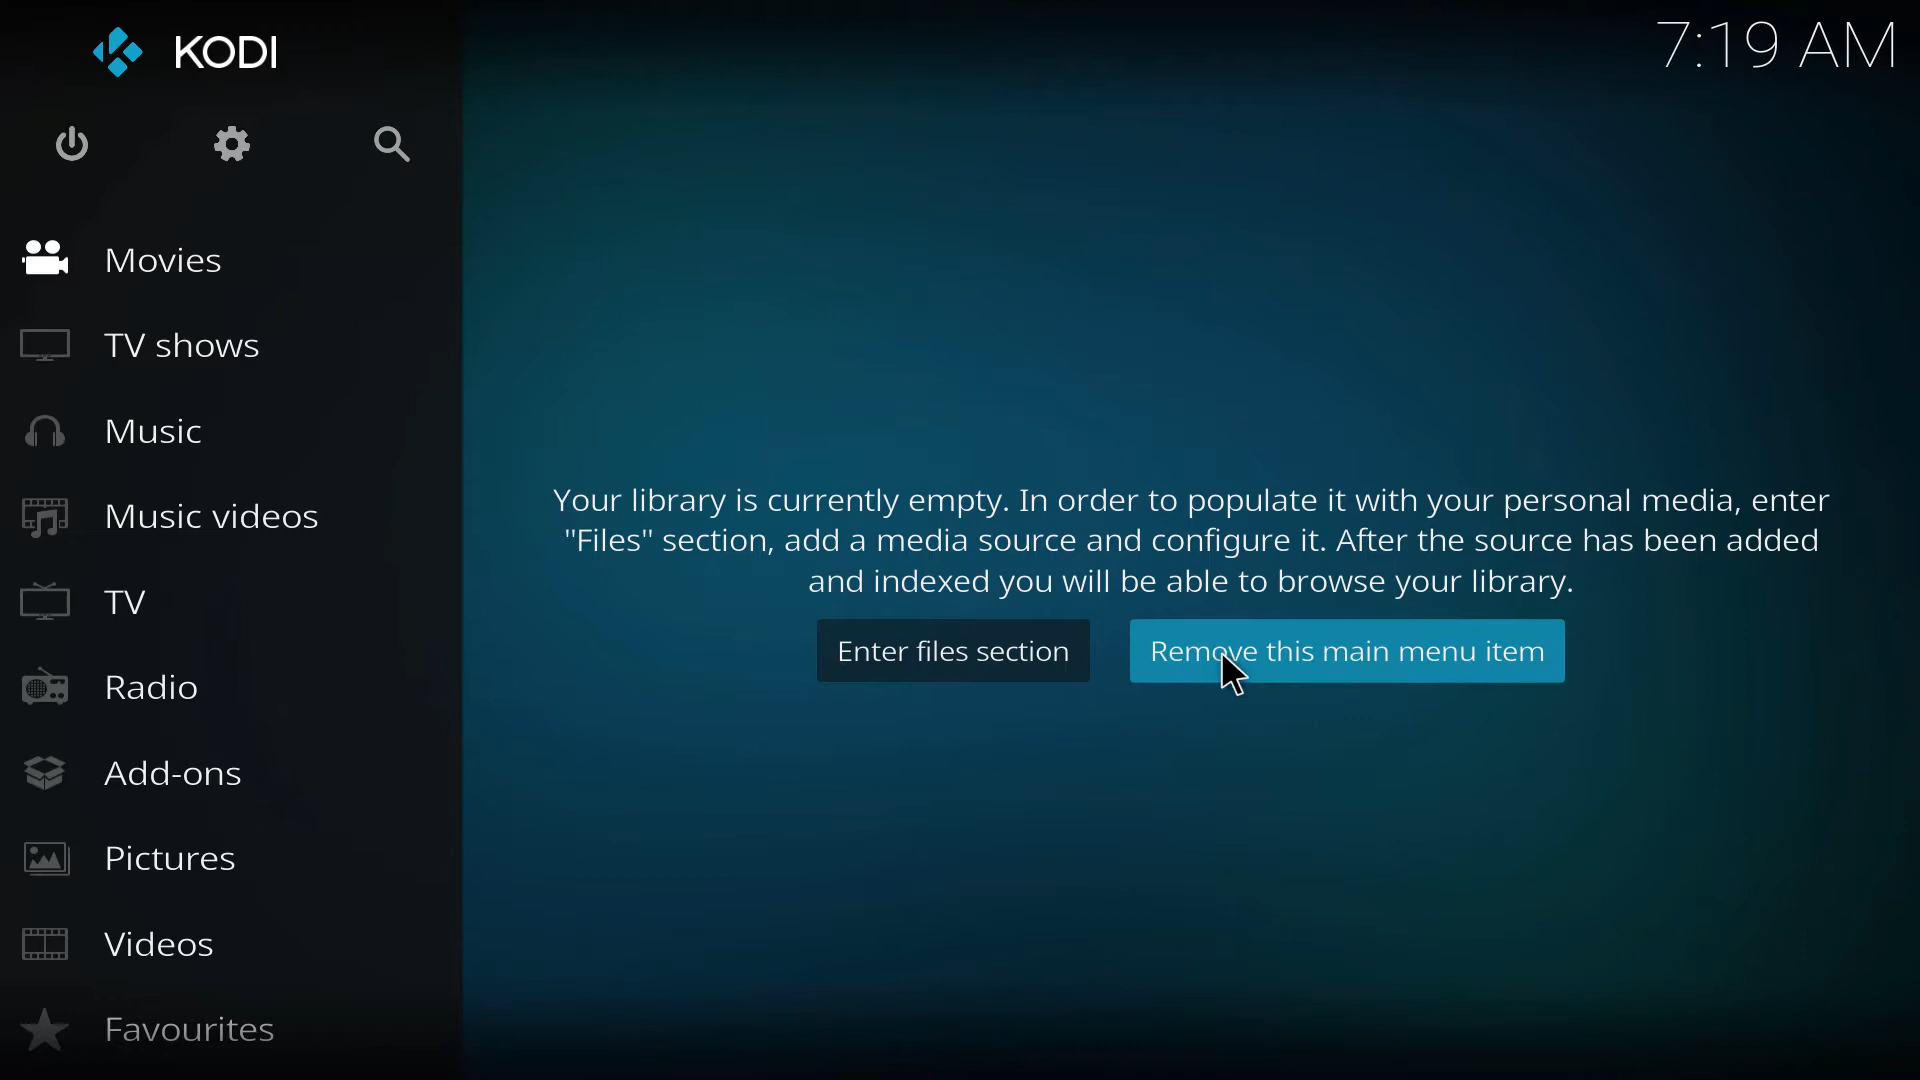 KODI
7:19 AM
Movies
TV shows
Music
Music videos
TV
Radio
Add-ons
Pictures
Videos
Favourites
Your library is currently empty. In order to populate it with your personal media, enter
"Files" section, add a media source and configure it. After the source has been added
and indexed you will be able to browse your library.
Enter files section
Remove this main menu item